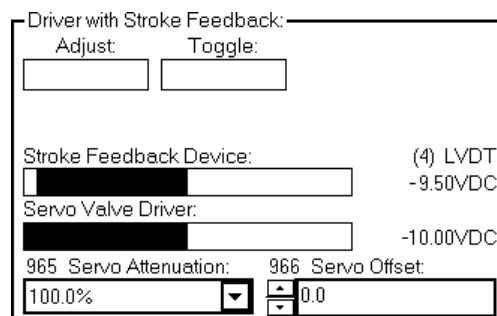 Driver with Stroke Feedback:
Adjust: Toggle:
Stroke Feedback Device: (4) LVDT
-9.50VDC
Servo Valve Driver:
-10.00VDC
965 Servo Attenuation: 966 Servo Offset:
100.0% 0.0